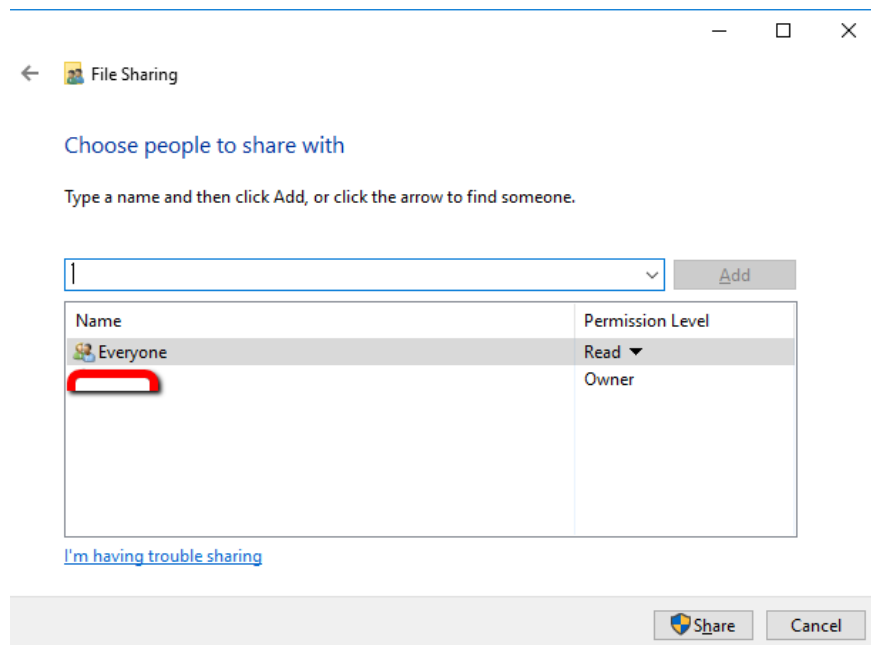 File Sharing
Choose people to share with
Type a name and then click Add, or click the arrow to find someone.
Add
Name Permission Level
Everyone Read
Owner
I'm having trouble sharing
Share Cancel